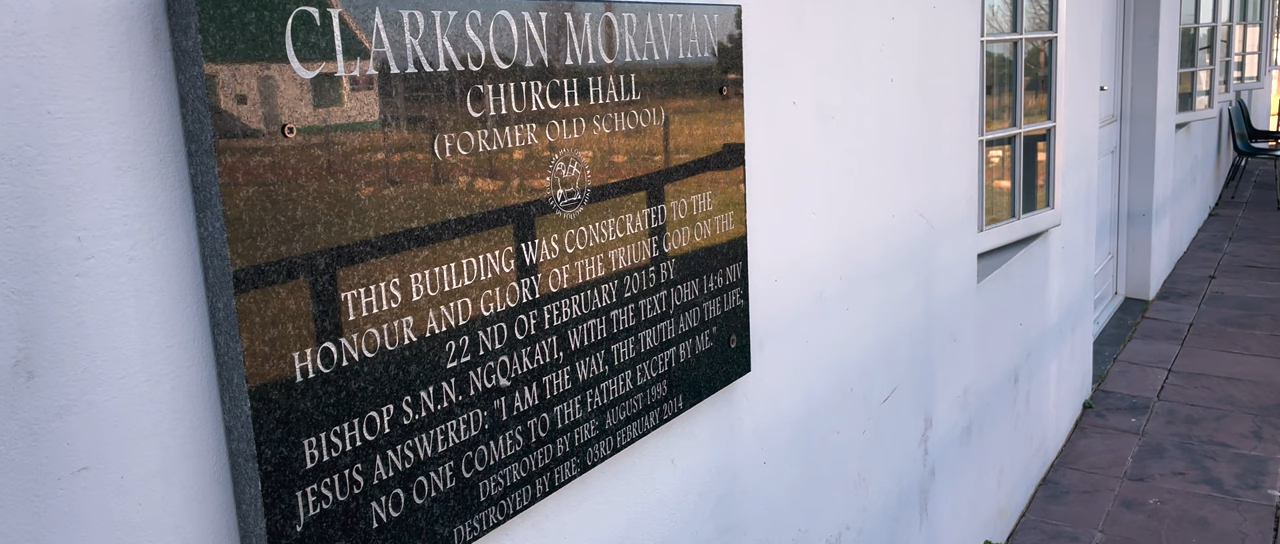 CLARKSON MORAVIAN
CHURCH HALL
(FORMER OLD SCHOOL)
THIS BUILDING WAS CONSECRATED TO THE
HONOUR AND GLORY OF THE TRIUNE GOD ON THE
22 ND OF FEBRUARY 2015 BY
BISHOP S.N.N. NGQAKAYI, WITH THE TEXT JOHN 14:6 NIV
JESUS ANSWERED: "I AM THE WAY, THE TRUTH AND THE LIFE;
NO ONE COMES TO THE FATHER EXCEPT BY ME."
DESTROYED BY FIRE: AUGUST 1993
DESTROYED BY FIRE: 03RD FEBRUARY 2014